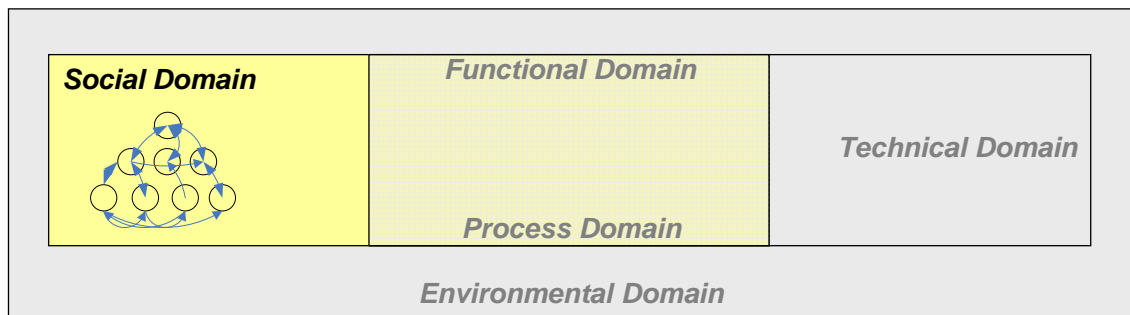 Social Domain
Functional Domain
Technical Domain
Process Domain
Environmental Domain